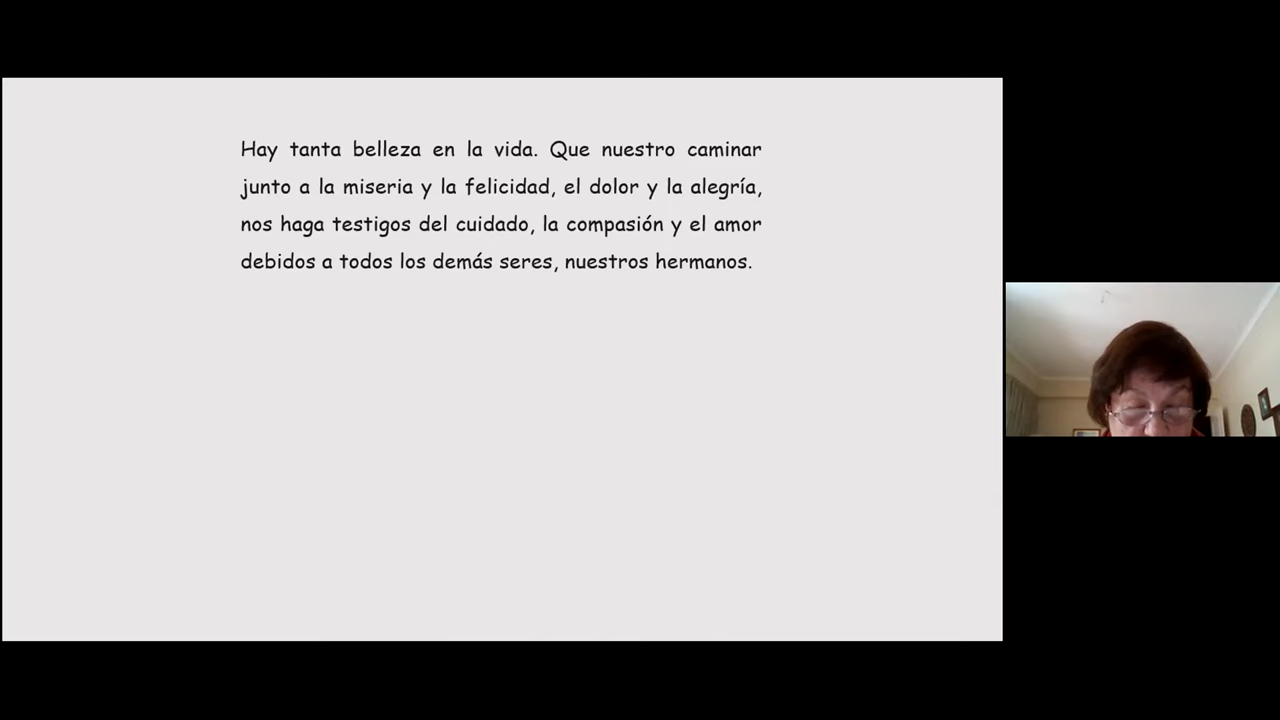 Hay tanta belleza en la vida. Que nuestro caminar
junto a la miseria y la felicidad, el dolor y la alegría,
nos haga testigos del cuidado, la compasión y el amor
debidos a todos los demás seres, nuestros hermanos.